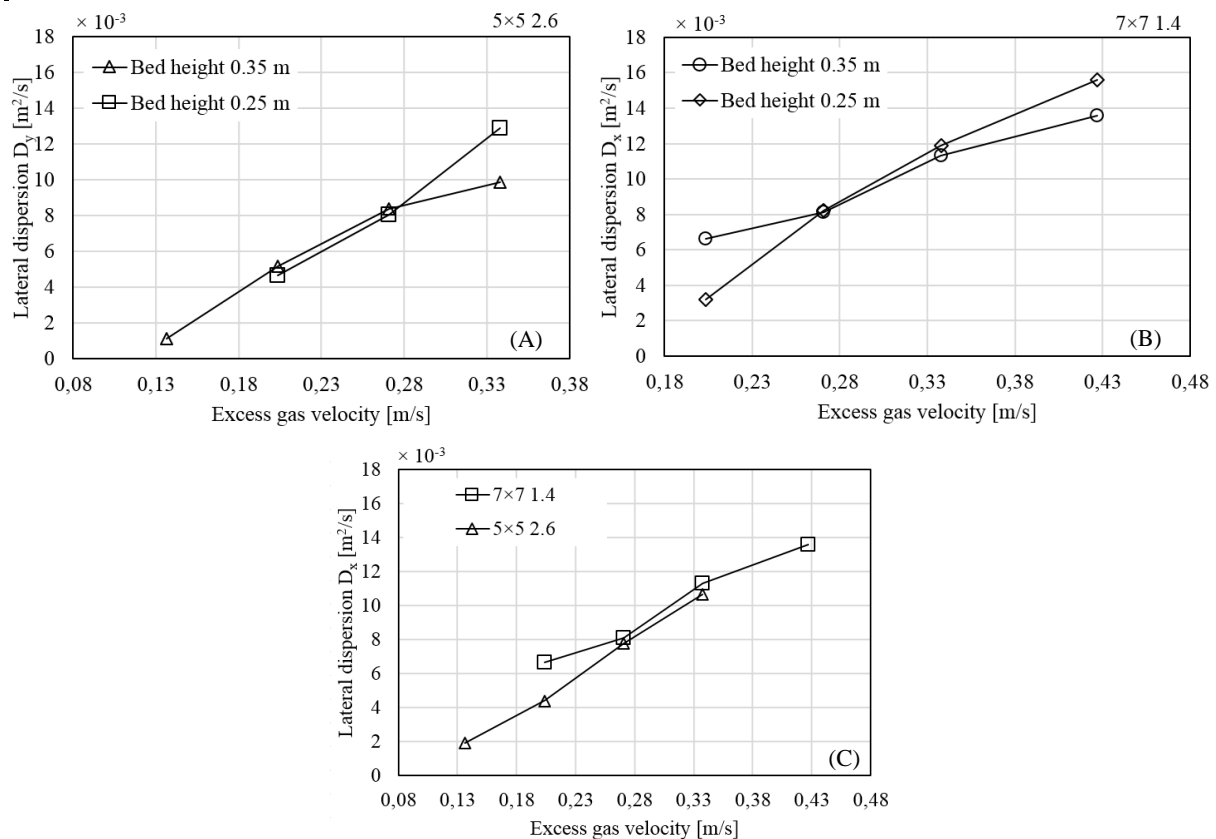 × 10⁻³
5×5 2.6
18
16
14
12
10
8
6
4
2
0
Lateral dispersion Dy [m²/s]
Bed height 0.35 m
Bed height 0.25 m
(A)
0,08 0,13 0,18 0,23 0,28 0,33 0,38
Excess gas velocity [m/s]
× 10⁻³
7×7 1.4
18
16
14
12
10
8
6
4
2
0
Lateral dispersion Dx [m²/s]
Bed height 0.35 m
Bed height 0.25 m
(B)
0,18 0,23 0,28 0,33 0,38 0,43 0,48
Excess gas velocity [m/s]
× 10⁻³
18
16
14
12
10
8
6
4
2
0
Lateral dispersion Dx [m²/s]
7×7 1.4
5×5 2.6
(C)
0,08 0,13 0,18 0,23 0,28 0,33 0,38 0,43 0,48
Excess gas velocity [m/s]